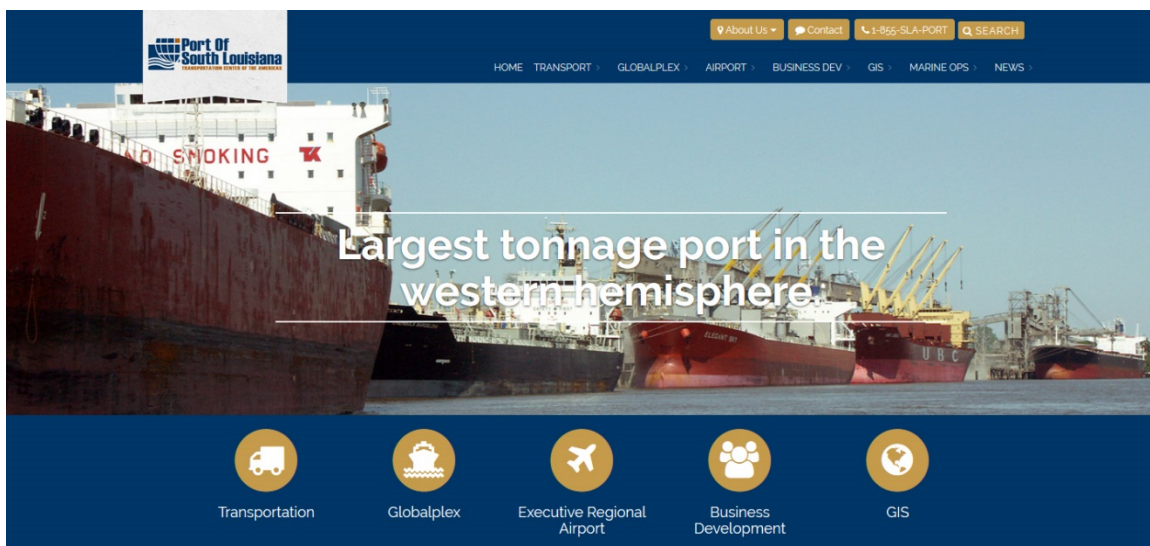 Port Of
South Louisiana
TRANSPORTATION CENTER OF THE AMERICAS
About Us
Contact
1-855-SLA-PORT
SEARCH
HOME TRANSPORT GLOBALPLEX AIRPORT BUSINESS DEV GIS MARINE OPS NEWS
NO SMOKING TK
Largest tonnage port in the
western hemisphere.
ELEGANT SKY
UBC
Transportation
Globalplex
Executive Regional
Airport
Business
Development
GIS